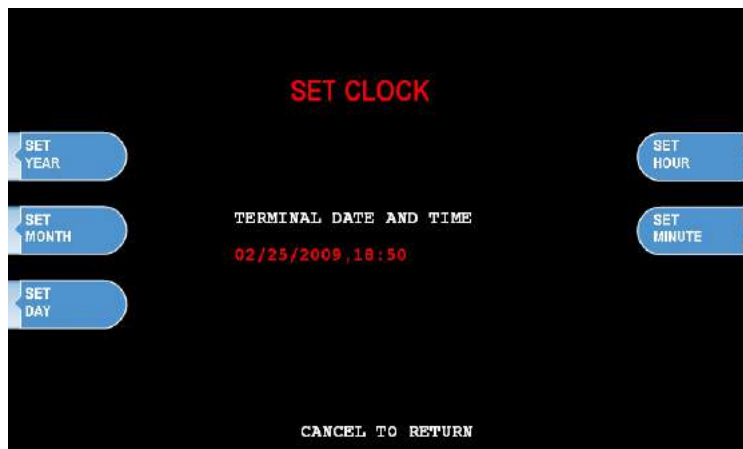 SET CLOCK
SET
YEAR
SET
HOUR
SET
MONTH
TERMINAL DATE AND TIME
SET
MINUTE
02/25/2009,18:50
SET
DAY
CANCEL TO RETURN